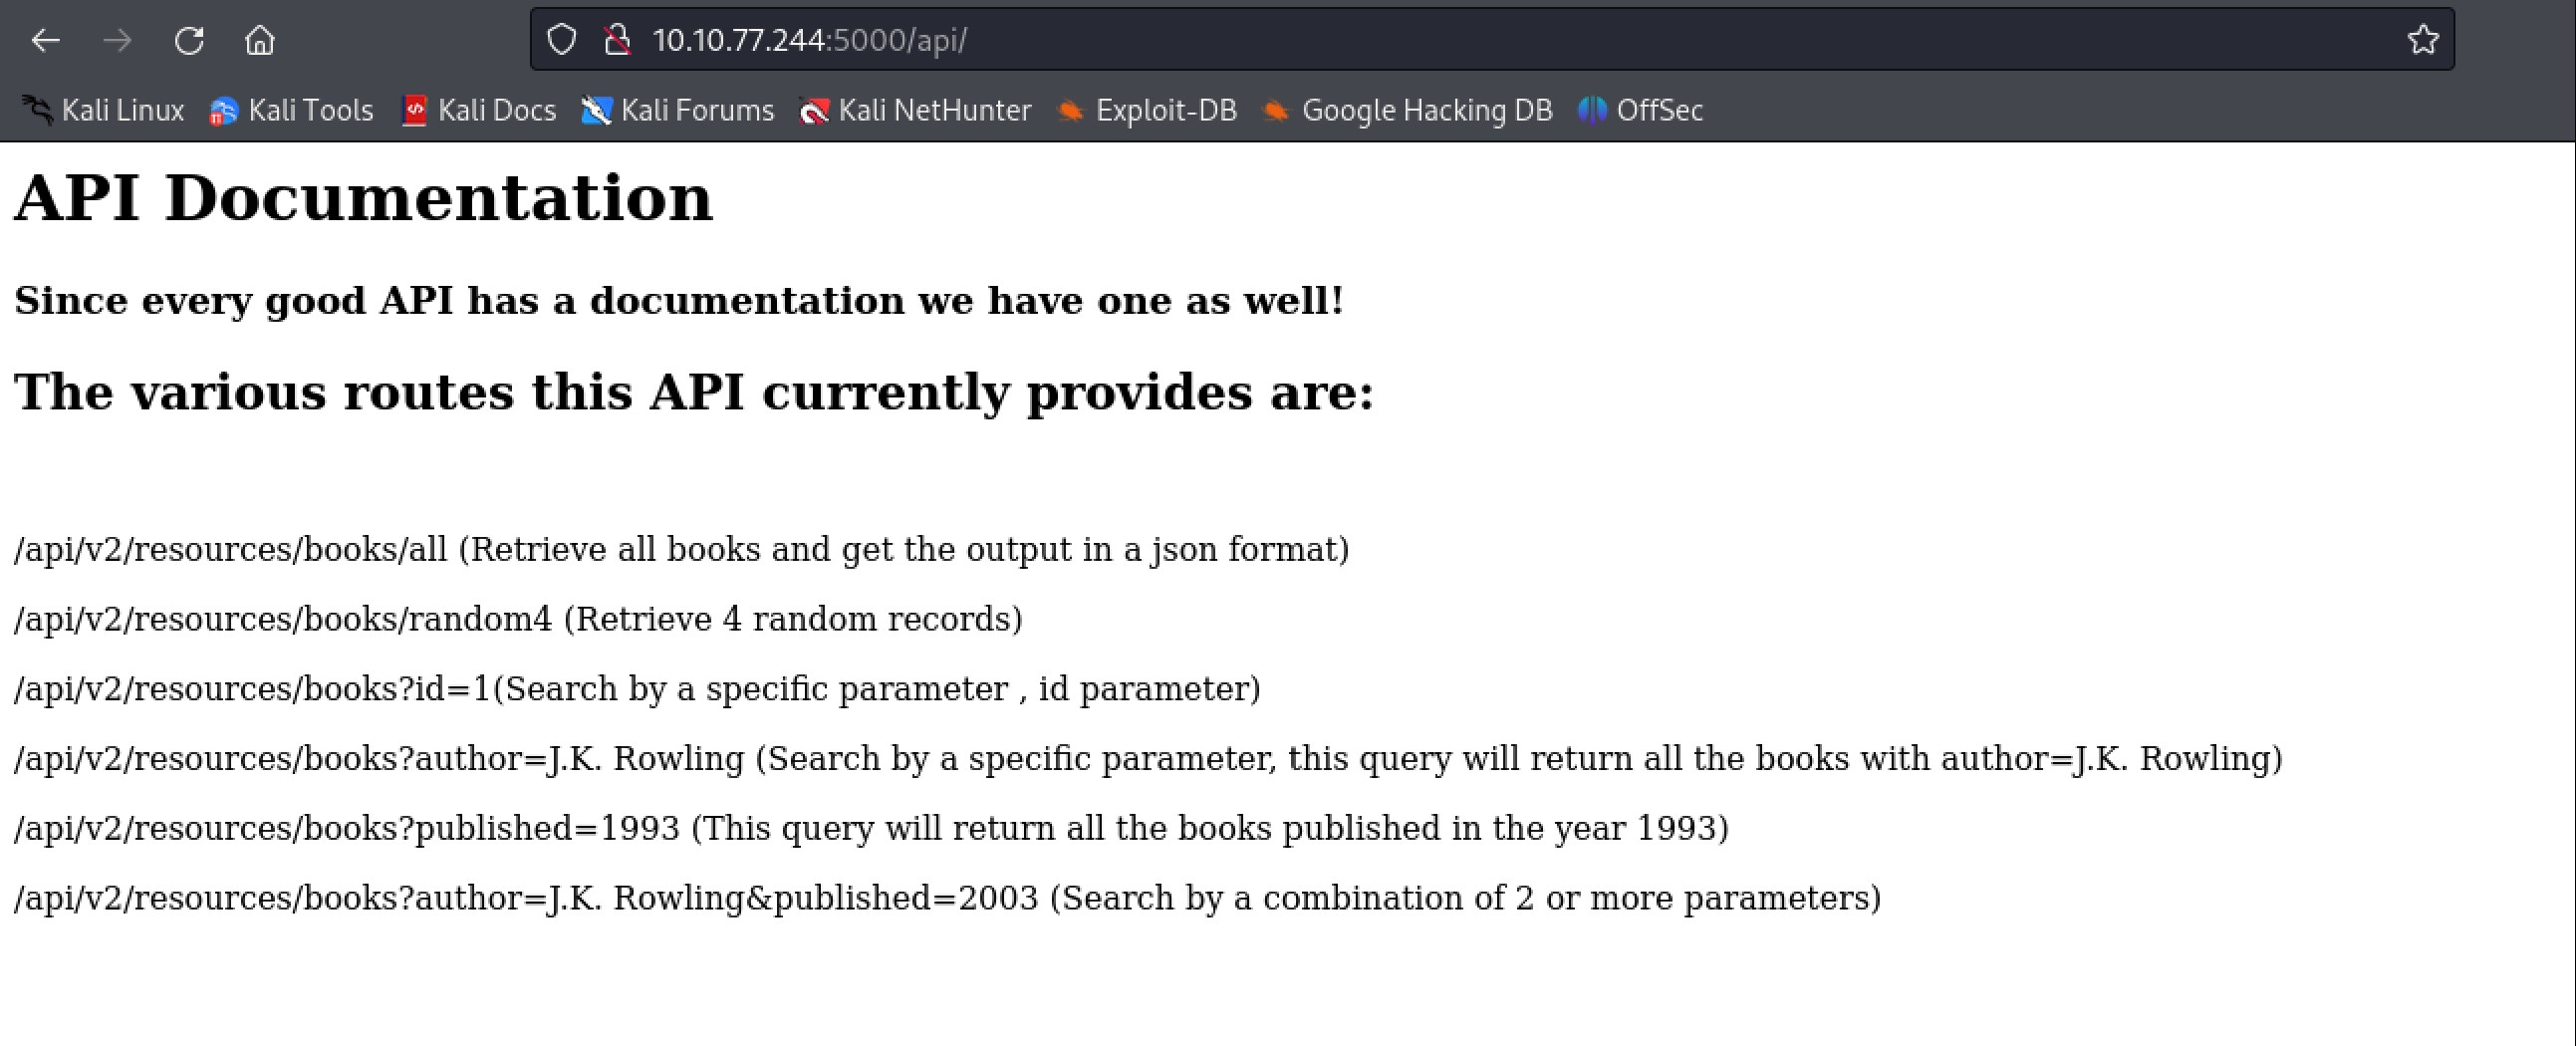 10.10.77.244:5000/api/
Kali Linux Kali Tools Kali Docs Kali Forums Kali NetHunter Exploit-DB Google Hacking DB OffSec
API Documentation
Since every good API has a documentation we have one as well!
The various routes this API currently provides are:
/api/v2/resources/books/all (Retrieve all books and get the output in a json format)
/api/v2/resources/books/random4 (Retrieve 4 random records)
/api/v2/resources/books?id=1(Search by a specific parameter , id parameter)
/api/v2/resources/books?author=J.K. Rowling (Search by a specific parameter, this query will return all the books with author=J.K. Rowling)
/api/v2/resources/books?published=1993 (This query will return all the books published in the year 1993)
/api/v2/resources/books?author=J.K. Rowling&published=2003 (Search by a combination of 2 or more parameters)